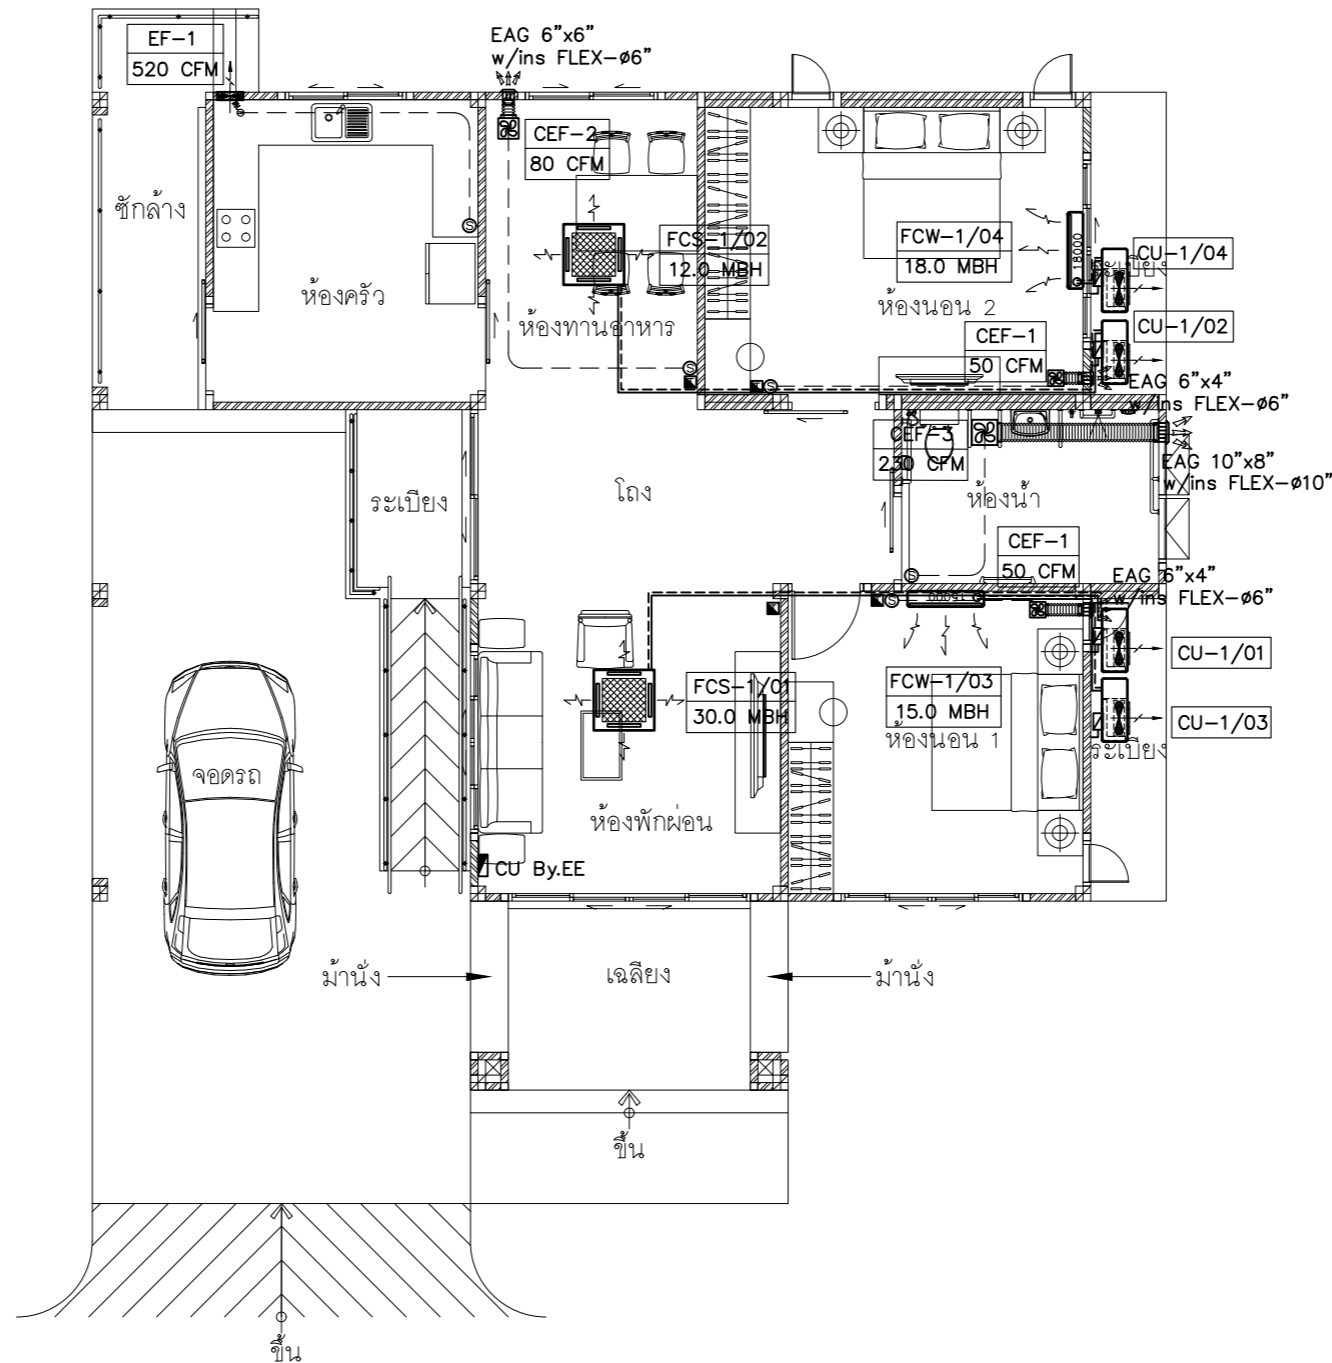 EF-1
520 CFM
EAG 6"x6"
w/ins FLEX-ø6"
CEF-2
80 CFM
ซักล้าง
FCS-1/02
12.0 MBH
FCW-1/04
18.0 MBH
18000
CU-1/04
ห้องครัว
ห้องทานอาหาร
ห้องนอน 2
CU-1/02
CEF-1
50 CFM
EAG 6"x4"
w/ins FLEX-ø6"
CEF-3
230 CFM
EAG 10"x8"
w/ins FLEX-ø10"
ระเบียง
โถง
ห้องน้ำ
CEF-1
50 CFM
EAG 6"x4"
w/ins FLEX-ø6"
15000
CU-1/01
FCS-1/01
30.0 MBH
FCW-1/03
15.0 MBH
CU-1/03
ห้องนอน 1
ระเบียง
จอดรถ
ห้องพักผ่อน
CU By.EE
ม้านั่ง
เฉลียง
ม้านั่ง
ขึ้น
ขึ้น